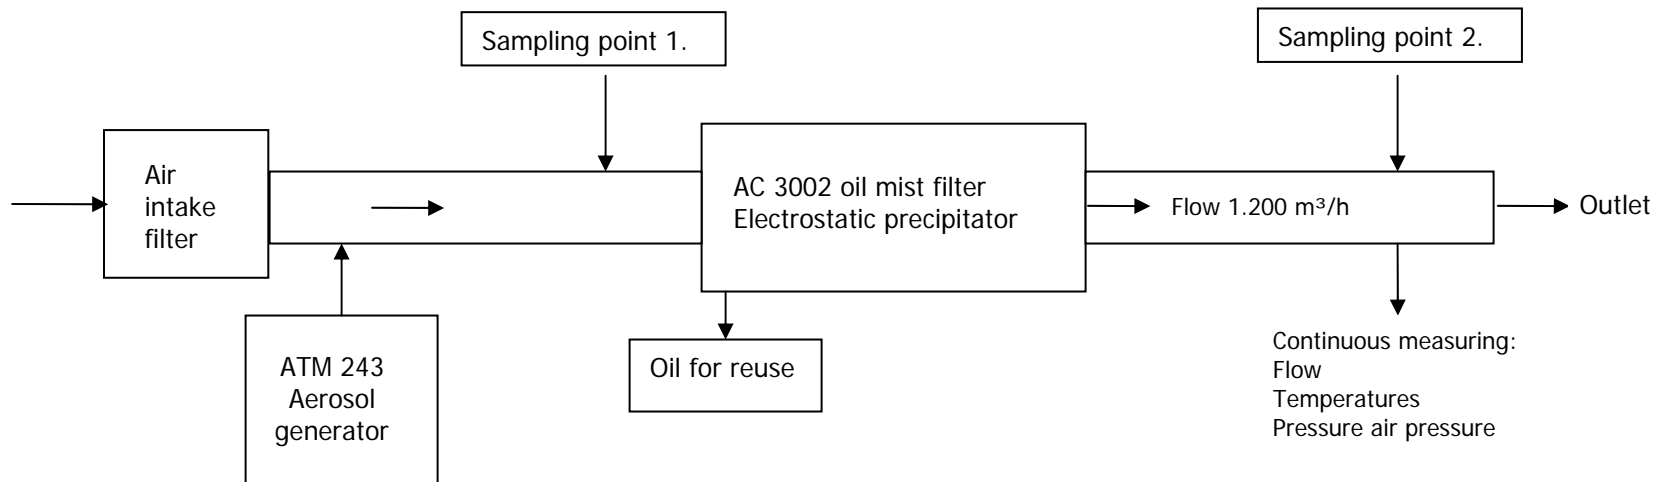 Sampling point 1.
Sampling point 2.
Air
intake
filter
AC 3002 oil mist filter
Electrostatic precipitator
Flow 1.200 m³/h
Outlet
ATM 243
Aerosol
generator
Oil for reuse
Continuous measuring:
Flow
Temperatures
Pressure air pressure